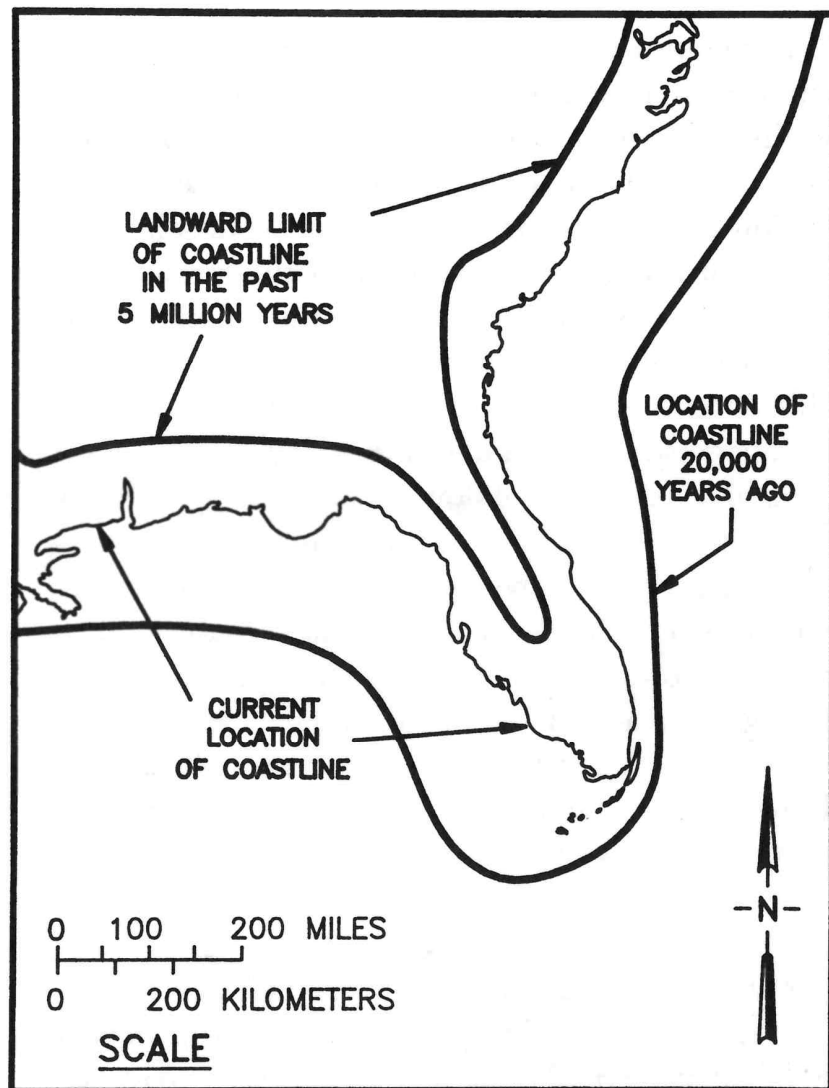 LANDWARD LIMIT
OF COASTLINE
IN THE PAST
5 MILLION YEARS
LOCATION OF
COASTLINE
20,000
YEARS AGO
CURRENT
LOCATION
OF COASTLINE
0 100 200 MILES
0 200 KILOMETERS
SCALE
-N-